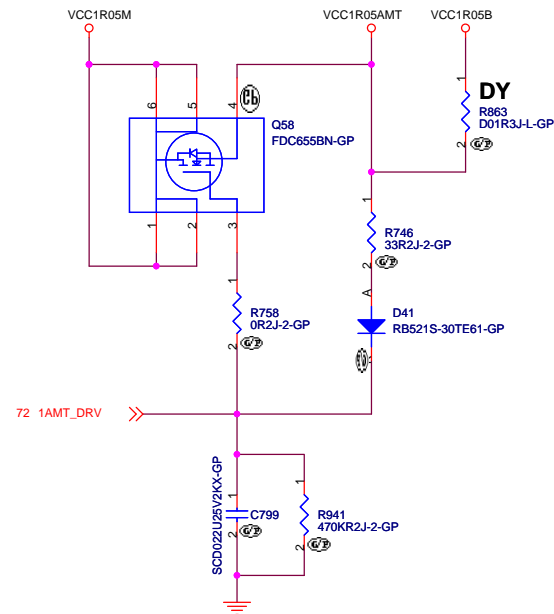 VCC1R05M
VCC1R05AMT
VCC1R05B
1
DY
R863
D01R3J-L-GP
2
G/P
6
5
4
Q58
FDC655BN-GP
1
2
3
1
R746
33R2J-2-GP
2
G/P
1
R758
0R2J-2-GP
2
G/P
A
D41
RB521S-30TE61-GP
72 1AMT_DRV
SCD022U25V2KX-GP
1
C799
2
G/P
1
R941
470KR2J-2-GP
2
G/P